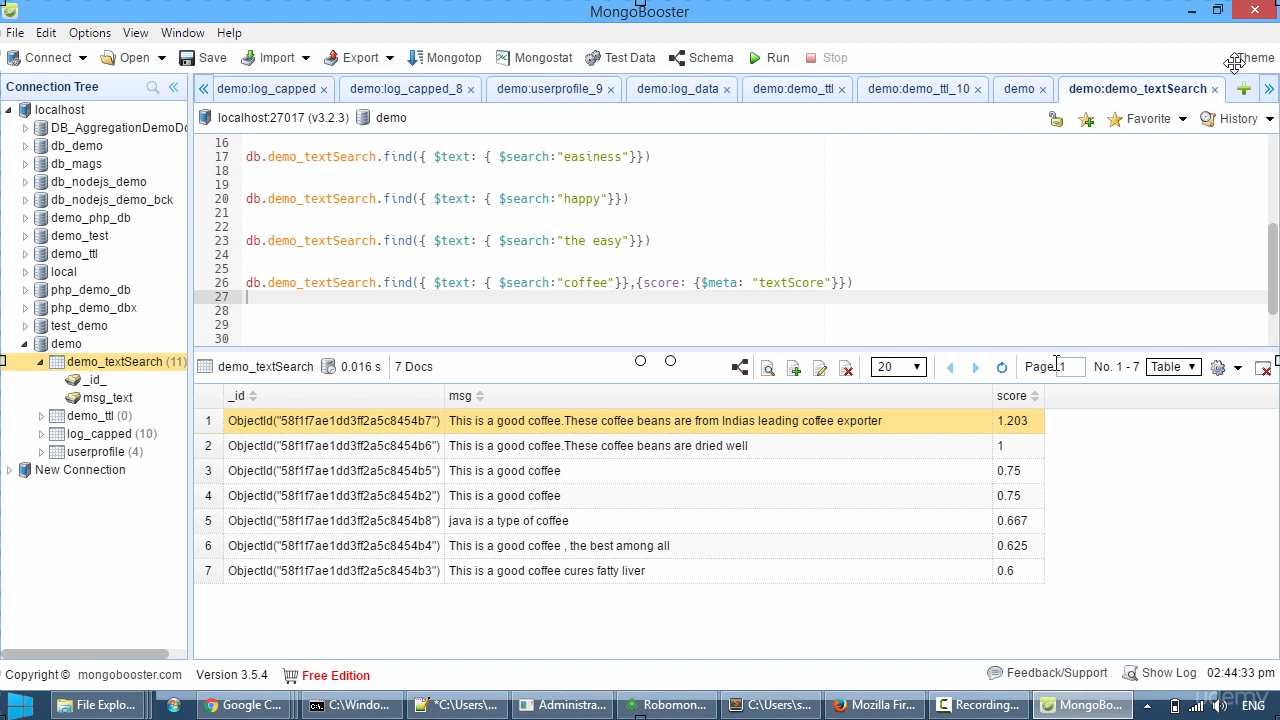 MongoBooster
File Edit Options View Window Help
Connect Open Save Import Export Mongotop Mongostat Test Data Schema Run Stop Theme
Connection Tree
demo:log_capped demo:log_capped_8 demo:userprofile_9 demo:log_data demo:demo_ttl demo:demo_ttl_10 demo demo:demo_textSearch
localhost
DB_AggregationDemoDo
db_demo
db_mags
db_nodejs_demo
db_nodejs_demo_bck
demo_php_db
demo_test
demo_ttl
local
php_demo_db
php_demo_dbx
test_demo
demo
demo_textSearch (11)
_id_
msg_text
demo_ttl (0)
log_capped (10)
userprofile (4)
New Connection
localhost:27017 (v3.2.3) demo Favorite History
16
17 db.demo_textSearch.find({ $text: { $search:"easiness"}})
18
19
20 db.demo_textSearch.find({ $text: { $search:"happy"}})
21
22
23 db.demo_textSearch.find({ $text: { $search:"the easy"}})
24
25
26 db.demo_textSearch.find({ $text: { $search:"coffee"}},{score: {$meta: "textScore"}})
27
28
29
30
demo_textSearch 0.016 s 7 Docs 20 Page 1 No. 1 - 7 Table
_id msg score
1 ObjectId("58f1f7ae1dd3ff2a5c8454b7") This is a good coffee.These coffee beans are from Indias leading coffee exporter 1.203
2 ObjectId("58f1f7ae1dd3ff2a5c8454b6") This is a good coffee.These coffee beans are dried well 1
3 ObjectId("58f1f7ae1dd3ff2a5c8454b5") This is a good coffee 0.75
4 ObjectId("58f1f7ae1dd3ff2a5c8454b2") This is a good coffee 0.75
5 ObjectId("58f1f7ae1dd3ff2a5c8454b8") java is a type of coffee 0.667
6 ObjectId("58f1f7ae1dd3ff2a5c8454b4") This is a good coffee , the best among all 0.625
7 ObjectId("58f1f7ae1dd3ff2a5c8454b3") This is a good coffee cures fatty liver 0.6
Copyright © mongobooster.com Version 3.5.4 Free Edition Feedback/Support Show Log 02:44:33 pm
File Explo... Google C... C:\Windo... *C:\Users\... Administra... Robomon... C:\Users\s... Mozilla Fir... Recording... MongoBo... ENG
udemy